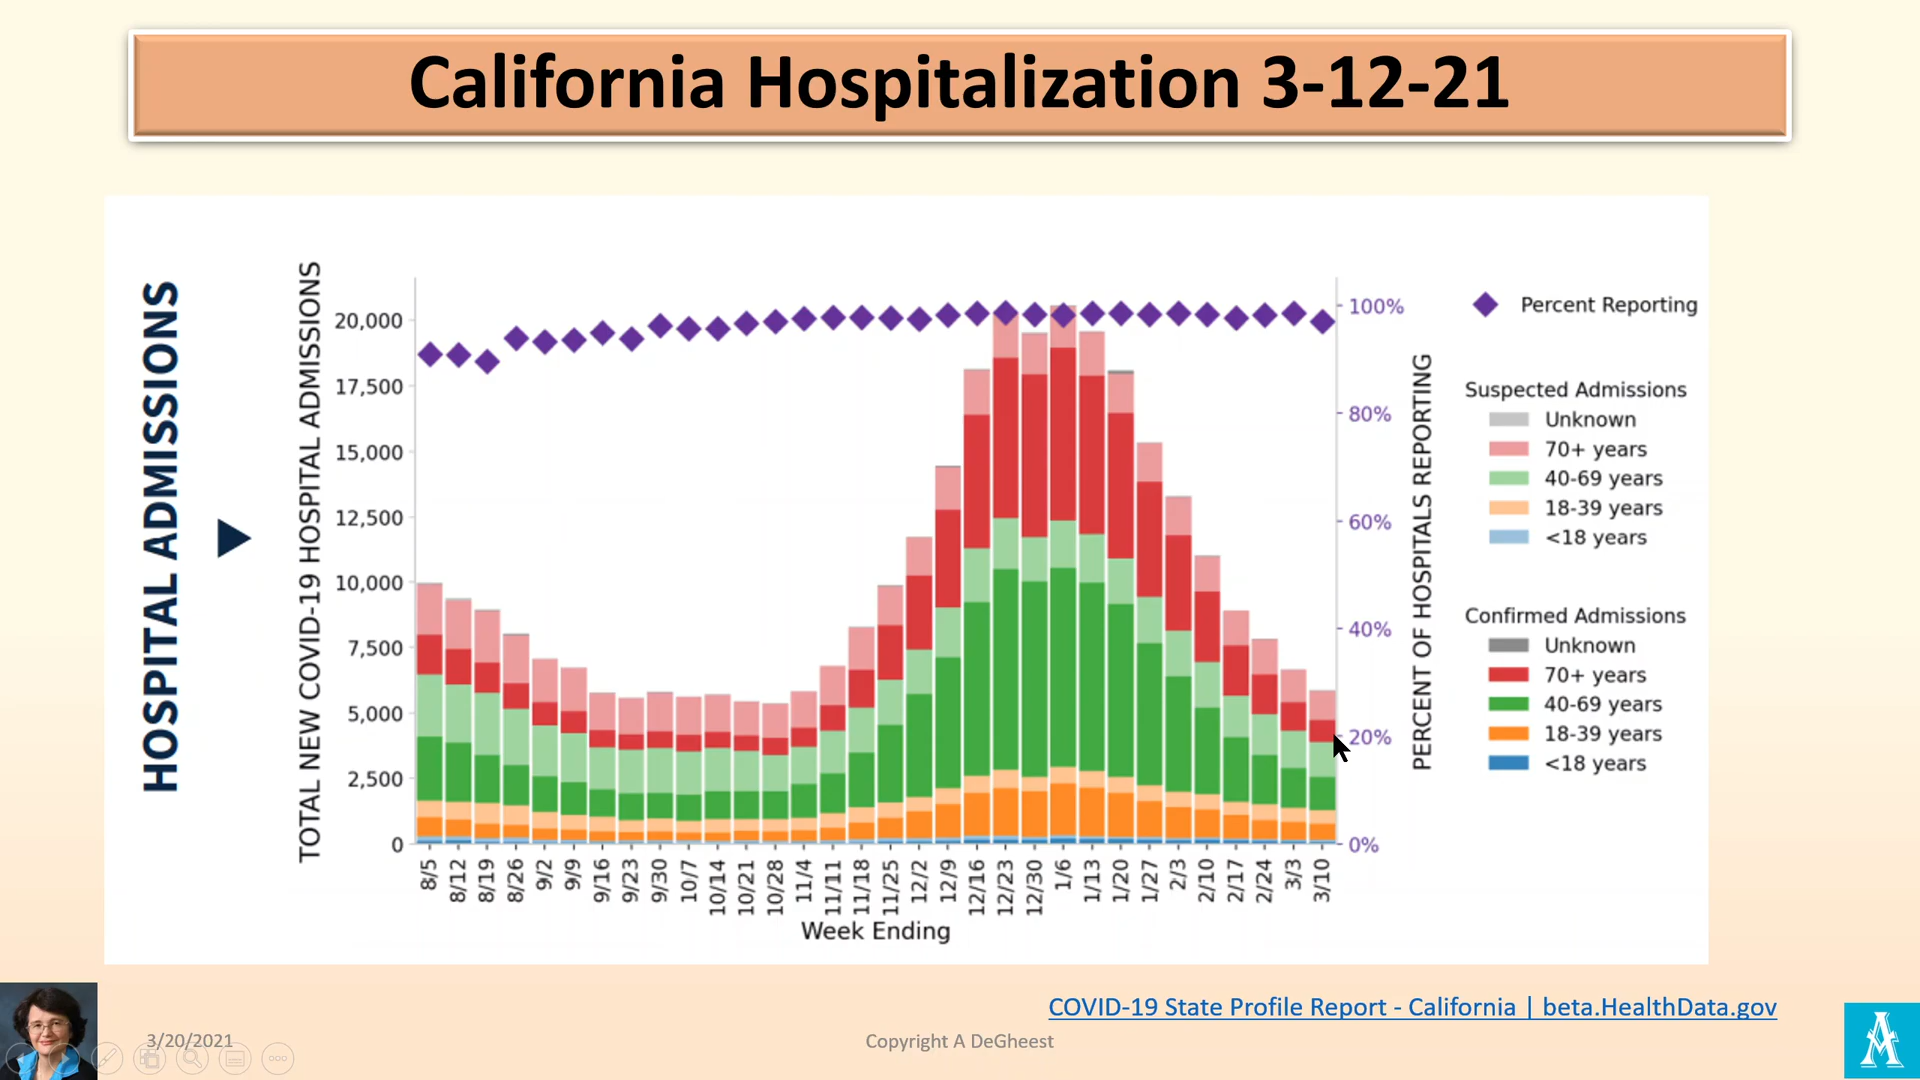 California Hospitalization 3-12-21
HOSPITAL ADMISSIONS
TOTAL NEW COVID-19 HOSPITAL ADMISSIONS
20,000
17,500
15,000
12,500
10,000
7,500
5,000
2,500
0
8/5
8/12
8/19
8/26
9/2
9/9
9/16
9/23
9/30
10/7
10/14
10/21
10/28
11/4
11/11
11/18
11/25
12/2
12/9
12/16
12/23
12/30
1/6
1/13
1/20
1/27
2/3
2/10
2/17
2/24
3/3
3/10
Week Ending
100%
80%
60%
40%
20%
0%
PERCENT OF HOSPITALS REPORTING
Percent Reporting
Suspected Admissions
Unknown
70+ years
40-69 years
18-39 years
<18 years
Confirmed Admissions
Unknown
70+ years
40-69 years
18-39 years
<18 years
COVID-19 State Profile Report - California | beta.HealthData.gov
3/20/2021
Copyright A DeGheest
A